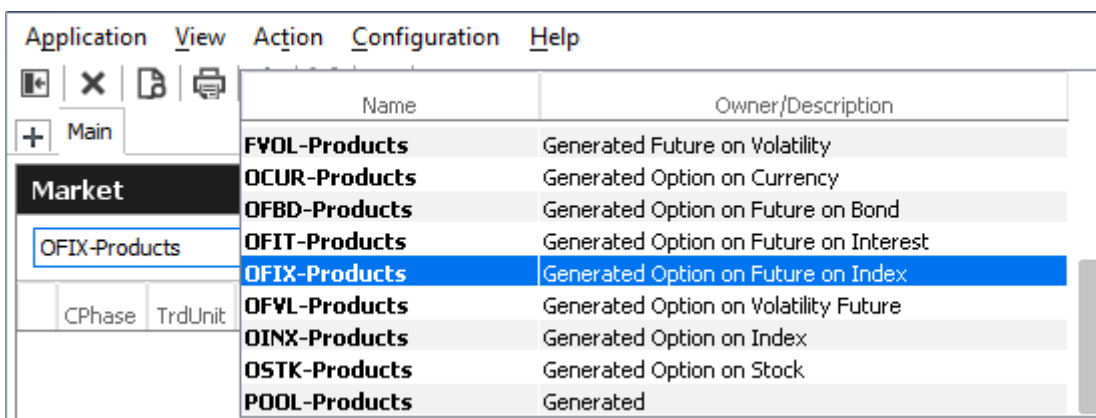 Application View Action Configuration Help
Name Owner/Description
+ Main
FVOL-Products Generated Future on Volatility
OCUR-Products Generated Option on Currency
Market
OFBD-Products Generated Option on Future on Bond
OFIX-Products
OFIT-Products Generated Option on Future on Interest
OFIX-Products Generated Option on Future on Index
CPhase TrdUnit
OFVL-Products Generated Option on Volatility Future
OINX-Products Generated Option on Index
OSTK-Products Generated Option on Stock
POOL-Products Generated